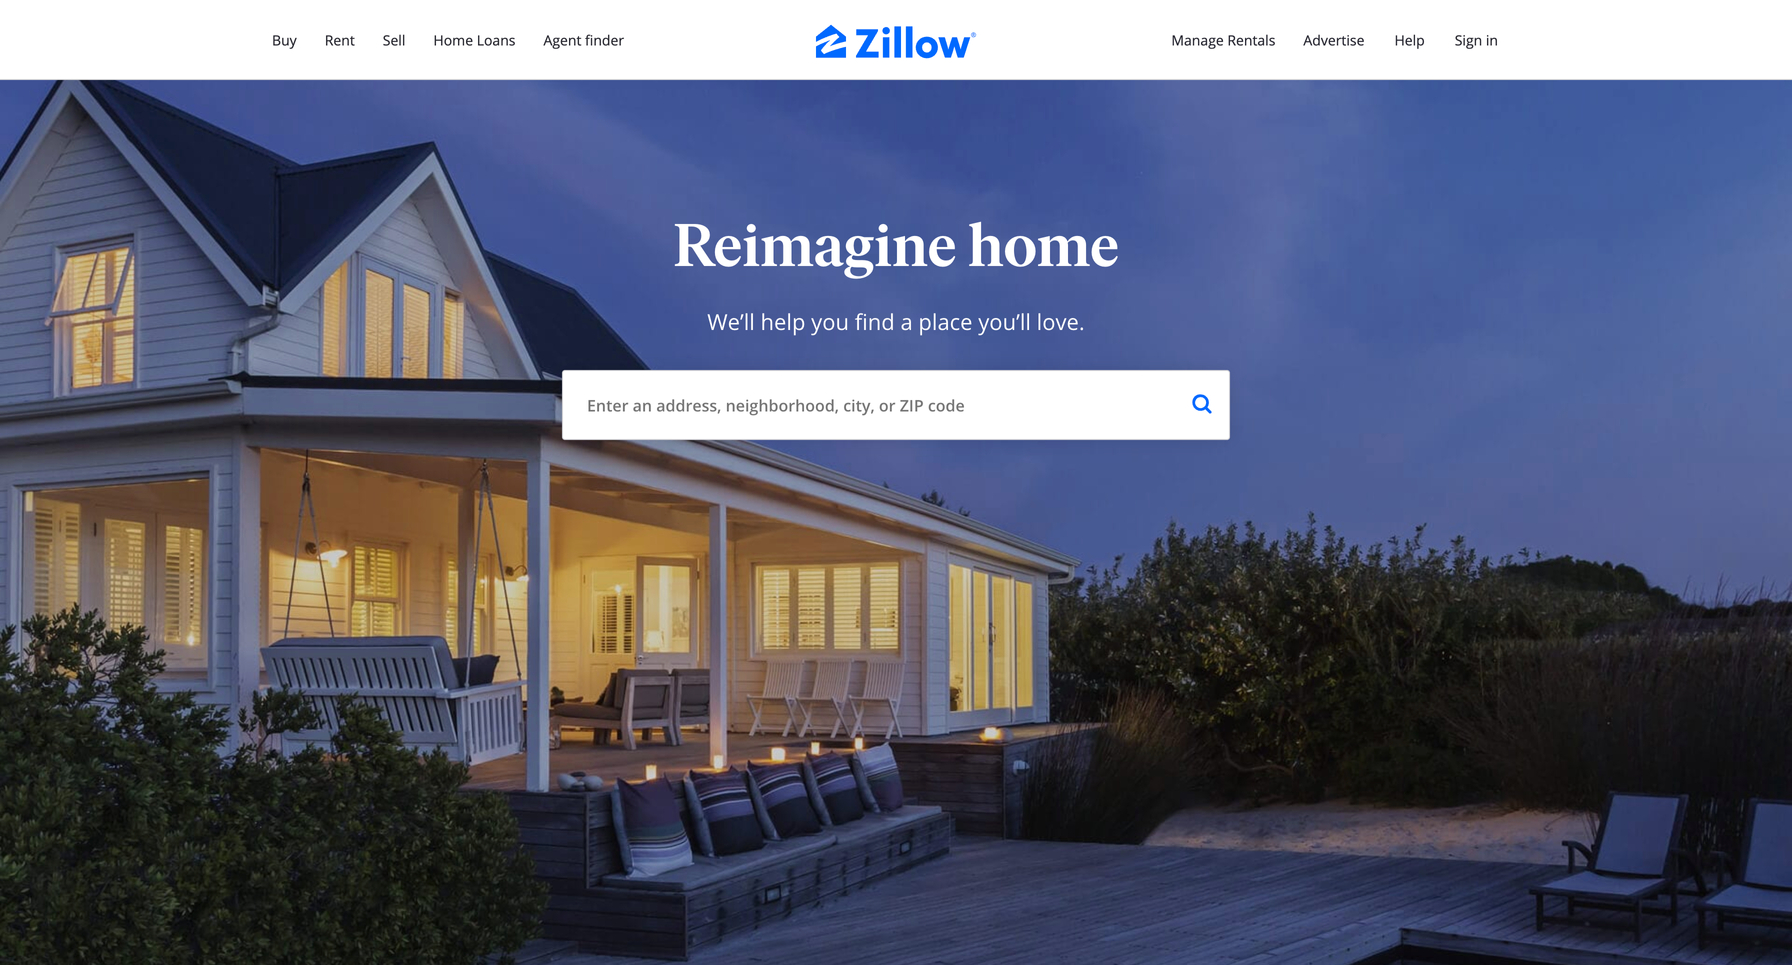 Buy Rent Sell Home Loans Agent finder Zillow® Manage Rentals Advertise Help Sign in
Reimagine home
We’ll help you find a place you’ll love.
Enter an address, neighborhood, city, or ZIP code